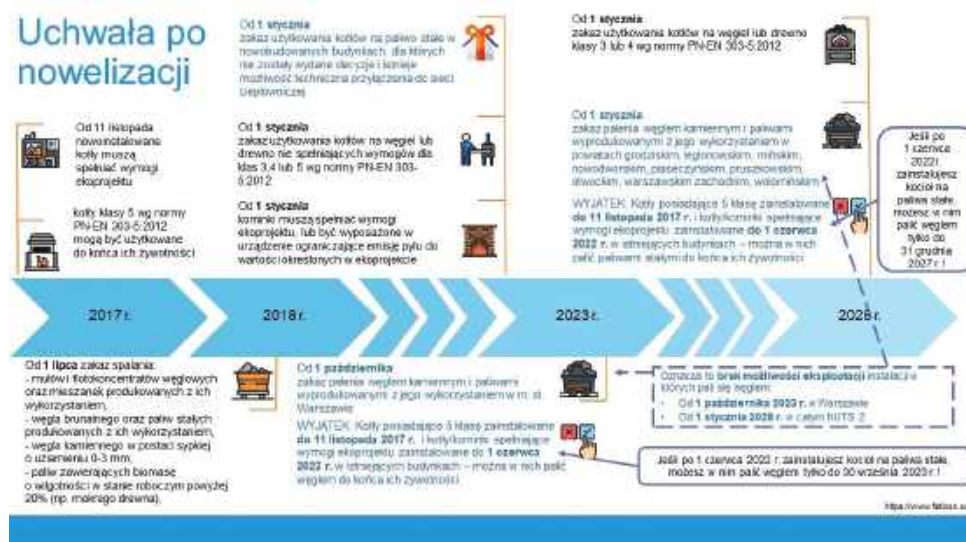 Uchwała po
nowelizacji
Od 11 listopada
nowoinstalowane
kotły muszą
spełniać wymogi
ekoprojektu
kotły klasy 5 wg normy
PN-EN 303-5:2012
mogą być użytkowane
do końca ich żywotności
Od 1 stycznia
zakaz użytkowania kotłów na paliwo stałe w
nowobudowanych budynkach, dla których
nie zostały wydane decyzje i istnieje
możliwość techniczna przyłączenia do sieci
ciepłowniczej
Od 1 stycznia
zakaz użytkowania kotłów na węgiel lub
drewno nie spełniających wymogów dla
klas 3,4 lub 5 wg normy PN-EN 303-
5:2012
Od 1 stycznia
kominki muszą spełniać wymogi
ekoprojektu, lub być wyposażone w
urządzenie ograniczające emisję pyłu do
wartości określonych w ekoprojekcie
Od 1 stycznia
zakaz użytkowania kotłów na węgiel lub drewno
klasy 3 lub 4 wg normy PN-EN 303-5:2012
Od 1 stycznia
zakaz palenia węglem kamiennym i paliwami
wyprodukowanymi z jego wykorzystaniem w
powiatach grodziskim, legionowskim, mińskim,
nowodworskim, piaseczyńskim, pruszkowskim,
otwockim, warszawskim zachodnim, wołomińskim
WYJĄTEK: Kotły posiadające 5 klasę zainstalowane
do 11 listopada 2017 r. i kotły/kominki spełniające
wymogi ekoprojektu zainstalowane do 1 czerwca
2022 r. w istniejących budynkach – można w nich
palić paliwami stałymi do końca ich żywotności
Jeśli po
1 czerwca
2022r.
zainstalujesz
kocioł na
paliwa stałe,
możesz w nim
palić węglem
tylko do
31 grudnia
2027 r. !
2017 r.
2018 r.
2023 r.
2028 r.
Od 1 lipca zakaz spalania:
- mułów i flotokoncentratów węglowych
oraz mieszanek produkowanych z ich
wykorzystaniem,
- węgla brunatnego oraz paliw stałych
produkowanych z ich wykorzystaniem,
- węgla kamiennego w postaci sypkiej
o uziarnieniu 0-3 mm,
- paliw zawierających biomasę
o wilgotności w stanie roboczym powyżej
20% (np. mokrego drewna).
Od 1 października
zakaz palenia węglem kamiennym i paliwami
wyprodukowanymi z jego wykorzystaniem w m. st.
Warszawie
WYJĄTEK: Kotły posiadające 5 klasę zainstalowane
do 11 listopada 2017 r. i kotły/kominki spełniające
wymogi ekoprojektu zainstalowane do 1 czerwca
2022 r. w istniejących budynkach – można w nich palić
węglem do końca ich żywotności
Oznacza to brak możliwości eksploatacji instalacji w
których pali się węglem:
• Od 1 października 2023 r. w Warszawie
• Od 1 stycznia 2028 r. w całym NUTS 2
Jeśli po 1 czerwca 2022 r. zainstalujesz kocioł na paliwa stałe,
możesz w nim palić węglem tylko do 30 września 2023 r. !